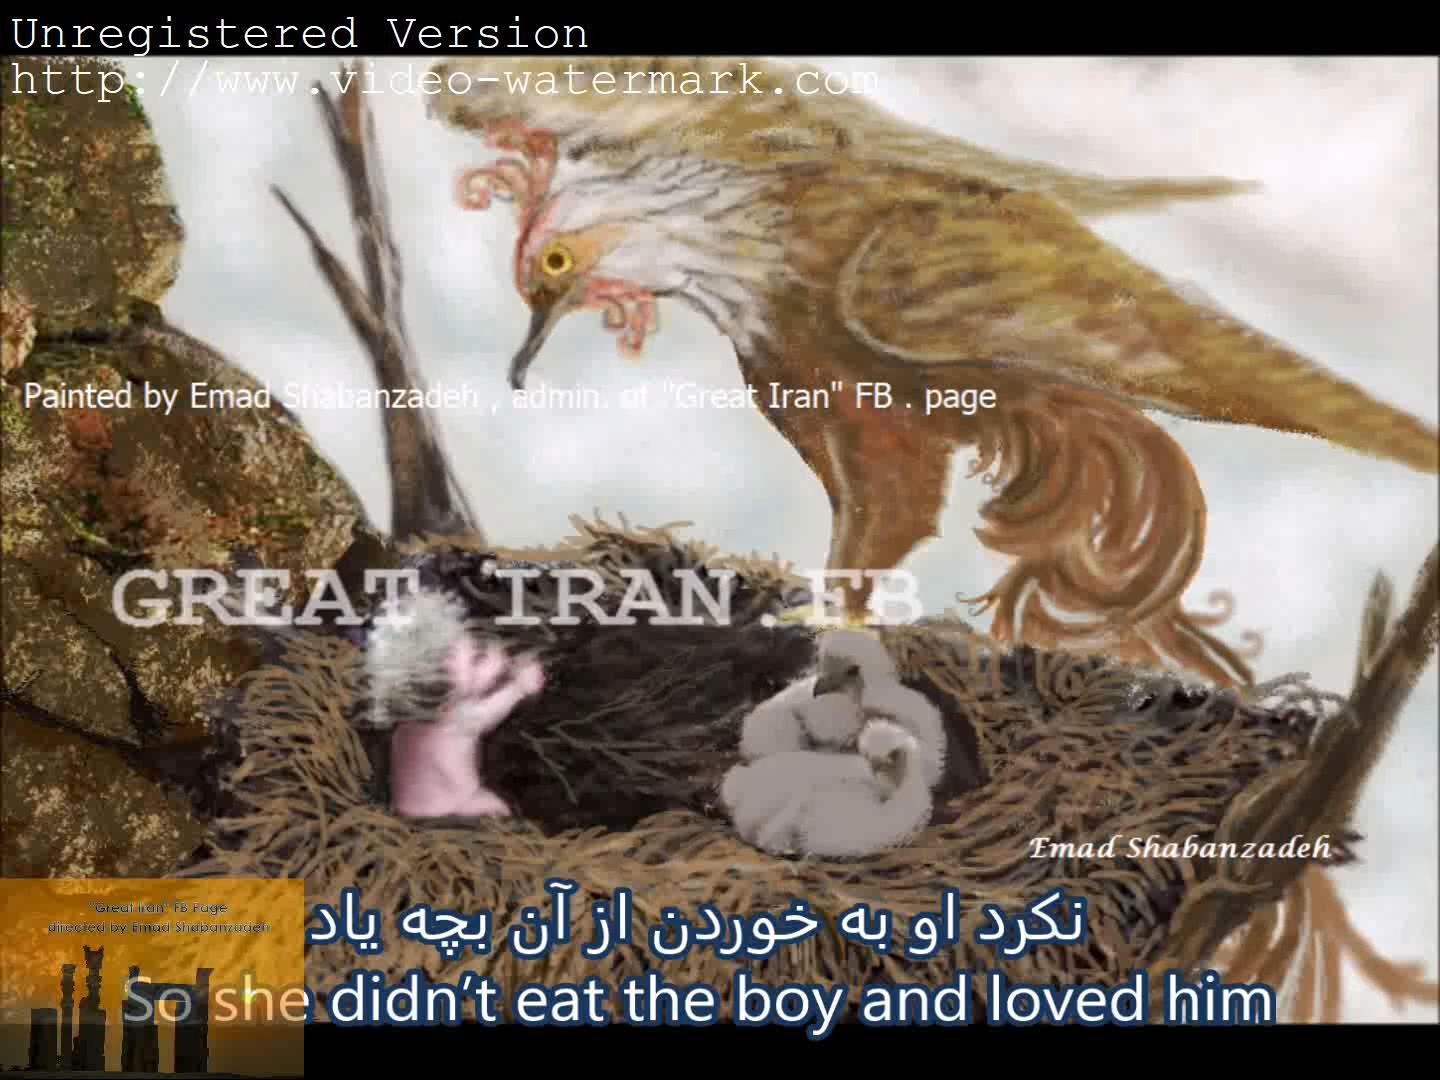 Unregistered Version
http://www.video-watermark.com
Painted by Emad Shabanzadeh , admin. of "Great Iran" FB . page
GREAT IRAN .FB
Emad Shabanzadeh
"Great Iran" FB Page
directed by Emad Shabanzadeh
نکرد او به خوردن از آن بچه یاد
So she didn't eat the boy and loved him